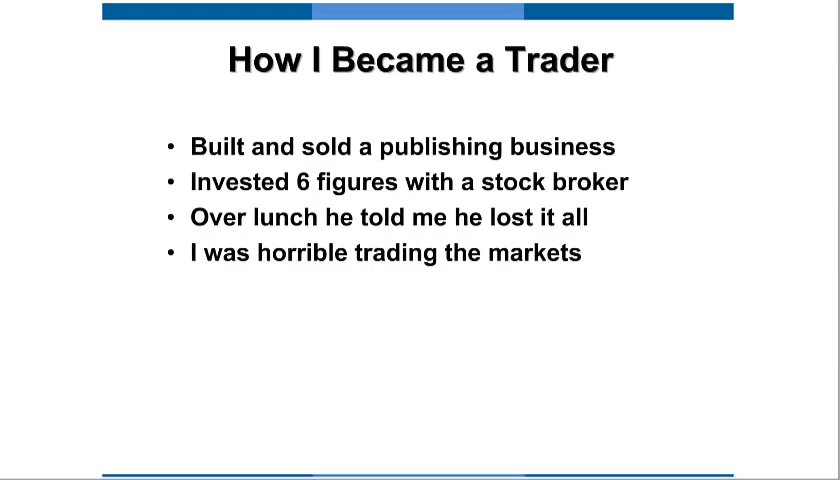 How I Became a Trader
• Built and sold a publishing business
• Invested 6 figures with a stock broker
• Over lunch he told me he lost it all
• I was horrible trading the markets